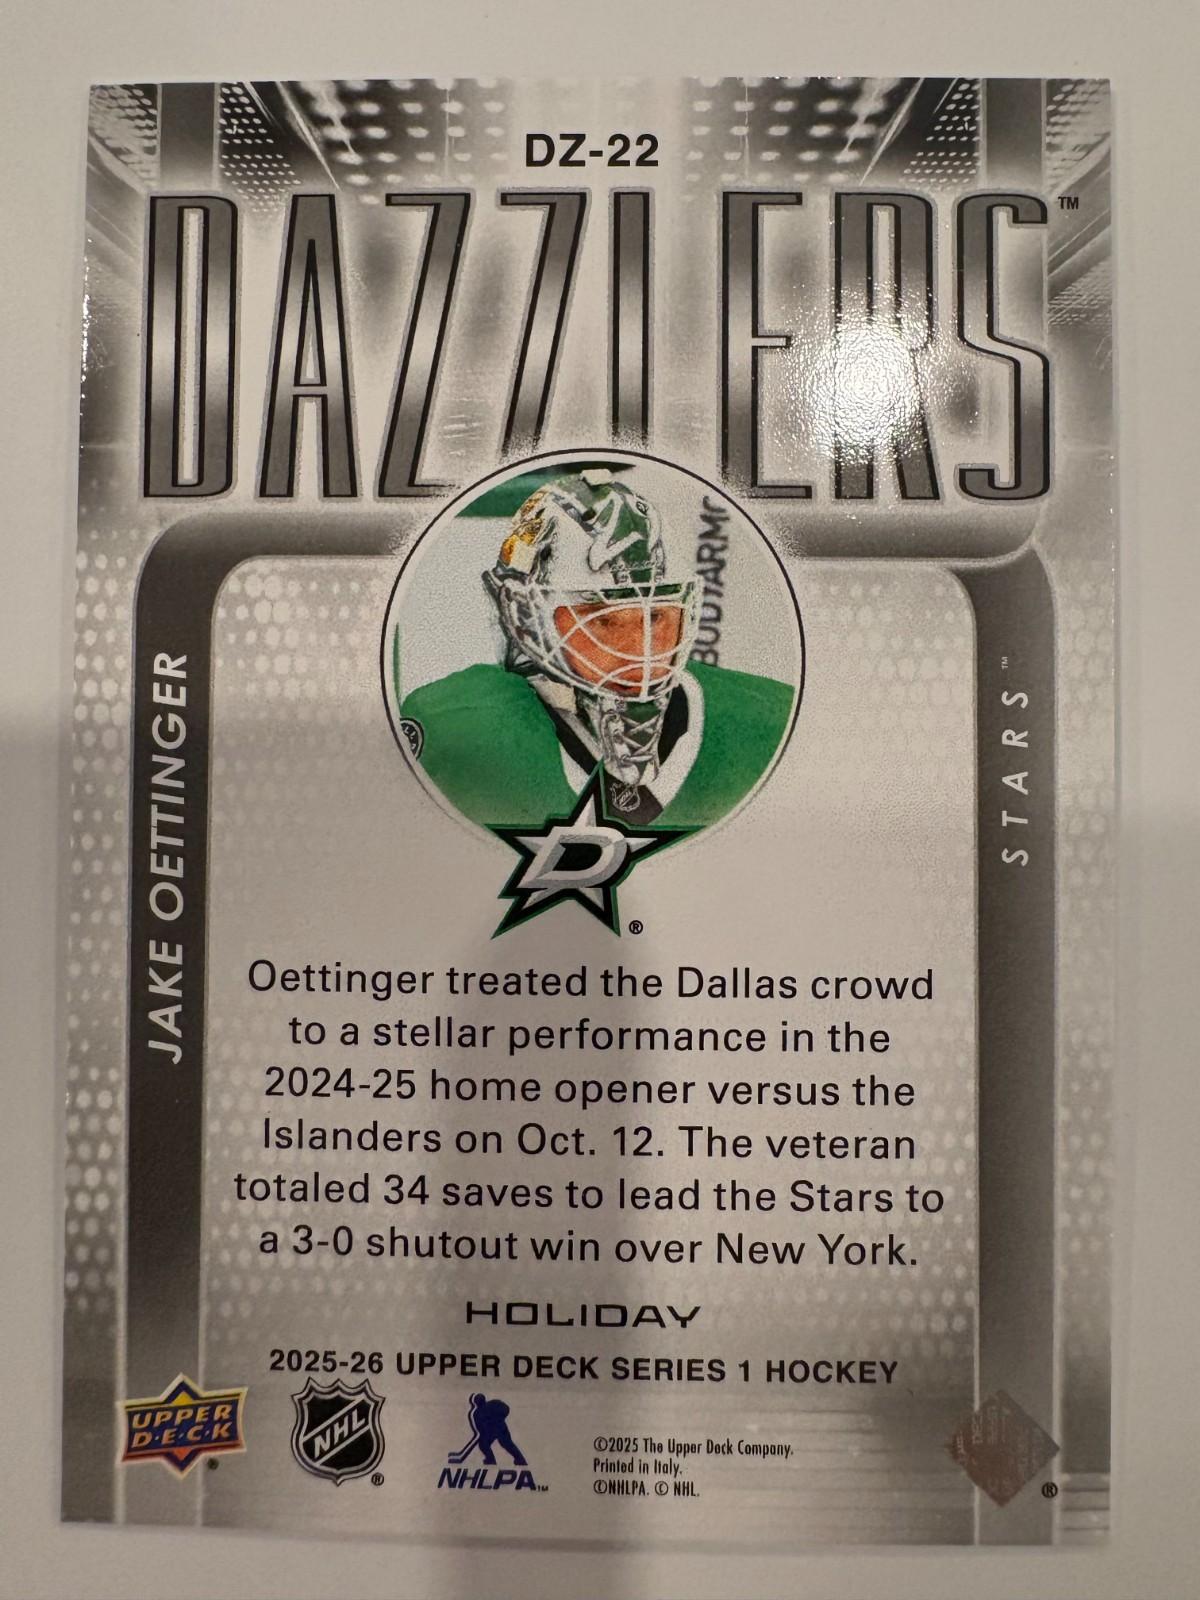 DZ-22
DAZZLERS™
JAKE OETTINGER
STARS™
D
®
Oettinger treated the Dallas crowd
to a stellar performance in the
2024-25 home opener versus the
Islanders on Oct. 12. The veteran
totaled 34 saves to lead the Stars to
a 3-0 shutout win over New York.
HOLIDAY
2025-26 UPPER DECK SERIES 1 HOCKEY
UPPER
D·E·C·K
®
NHL
®
NHLPA™
©2025 The Upper Deck Company.
Printed in Italy.
©NHLPA. © NHL.
®